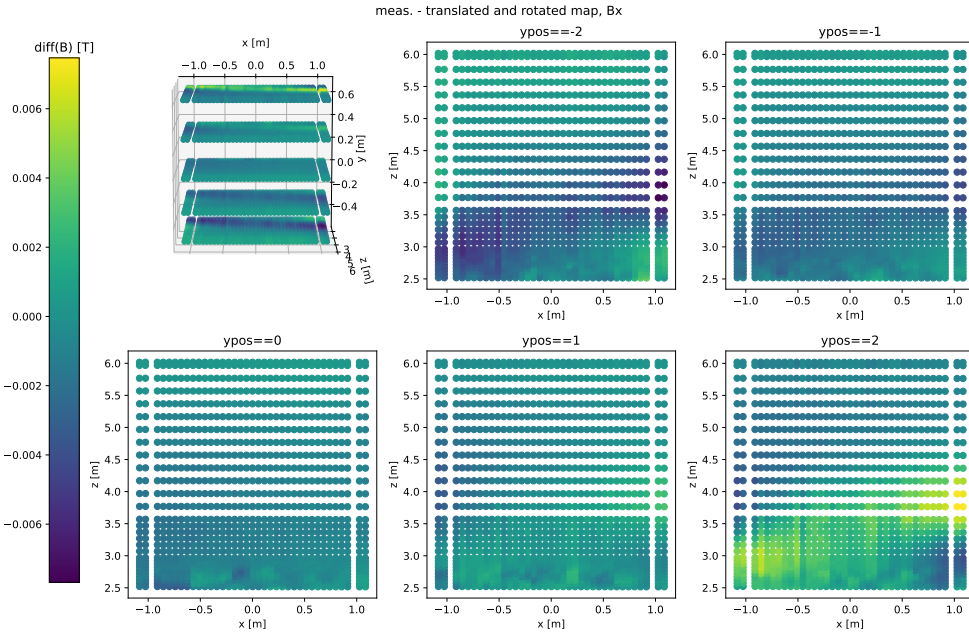 meas. - translated and rotated map, Bx
diff(B) [T]
0.006
0.004
0.002
0.000
−0.002
−0.004
−0.006
x [m]
−1.0 −0.5 0.0 0.5 1.0
0.6
0.4
0.2
0.0
−0.2
−0.4
y [m]
z [m]
ypos==-2
6.0
5.5
5.0
4.5
4.0
3.5
3.0
2.5
z [m]
−1.0 −0.5 0.0 0.5 1.0
x [m]
ypos==-1
6.0
5.5
5.0
4.5
4.0
3.5
3.0
2.5
z [m]
−1.0 −0.5 0.0 0.5 1.0
x [m]
ypos==0
6.0
5.5
5.0
4.5
4.0
3.5
3.0
2.5
z [m]
−1.0 −0.5 0.0 0.5 1.0
x [m]
ypos==1
6.0
5.5
5.0
4.5
4.0
3.5
3.0
2.5
z [m]
−1.0 −0.5 0.0 0.5 1.0
x [m]
ypos==2
6.0
5.5
5.0
4.5
4.0
3.5
3.0
2.5
z [m]
−1.0 −0.5 0.0 0.5 1.0
x [m]